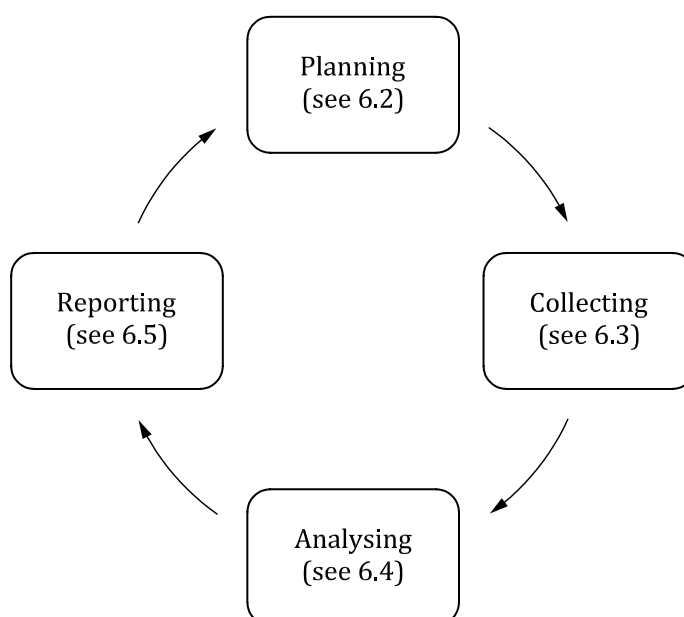 Planning
(see 6.2)
Reporting
(see 6.5)
Collecting
(see 6.3)
Analysing
(see 6.4)